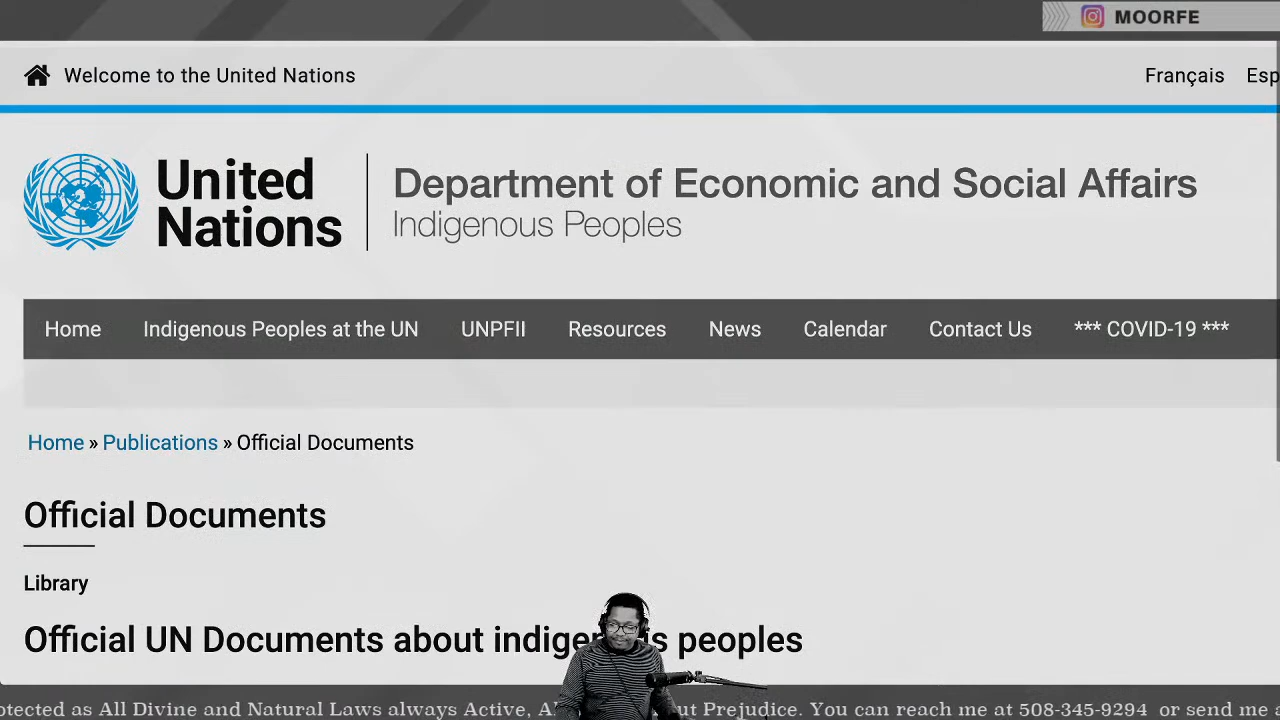 MOORFE
Welcome to the United Nations
Français Esp
United Nations
Department of Economic and Social Affairs
Indigenous Peoples
Home Indigenous Peoples at the UN UNPFII Resources News Calendar Contact Us *** COVID-19 ***
Home » Publications » Official Documents
Official Documents
Library
Official UN Documents about indige s peoples
otected as All Divine and Natural Laws always Active, A ut Prejudice. You can reach me at 508-345-9294 or send me a